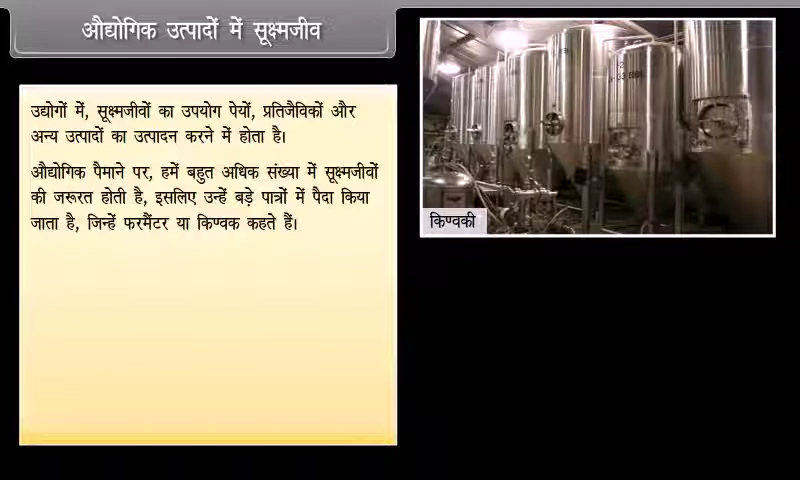 औद्योगिक उत्पादों में सूक्ष्मजीव
उद्योगों में, सूक्ष्मजीवों का उपयोग पेयों, प्रतिजैविकों और
अन्य उत्पादों का उत्पादन करने में होता है।
औद्योगिक पैमाने पर, हमें बहुत अधिक संख्या में सूक्ष्मजीवों
की जरूरत होती है, इसलिए उन्हें बड़े पात्रों में पैदा किया
जाता है, जिन्हें फरमैंटर या किण्वक कहते हैं।
किण्वकी